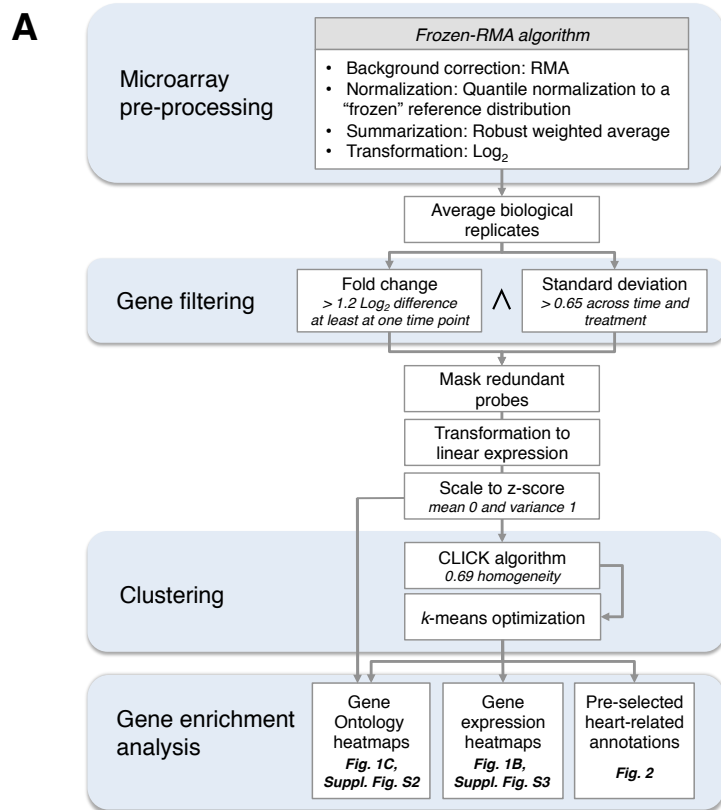 A
Microarray
pre-processing
Frozen-RMA algorithm
• Background correction: RMA
• Normalization: Quantile normalization to a
“frozen” reference distribution
• Summarization: Robust weighted average
• Transformation: Log₂
Average biological
replicates
Gene filtering
Fold change
> 1.2 Log₂ difference
at least at one time point
∧
Standard deviation
> 0.65 across time and
treatment
Mask redundant
probes
Transformation to
linear expression
Scale to z-score
mean 0 and variance 1
Clustering
CLICK algorithm
0.69 homogeneity
k-means optimization
Gene enrichment
analysis
Gene
Ontology
heatmaps
Fig. 1C,
Suppl. Fig. S2
Gene
expression
heatmaps
Fig. 1B,
Suppl. Fig. S3
Pre-selected
heart-related
annotations
Fig. 2